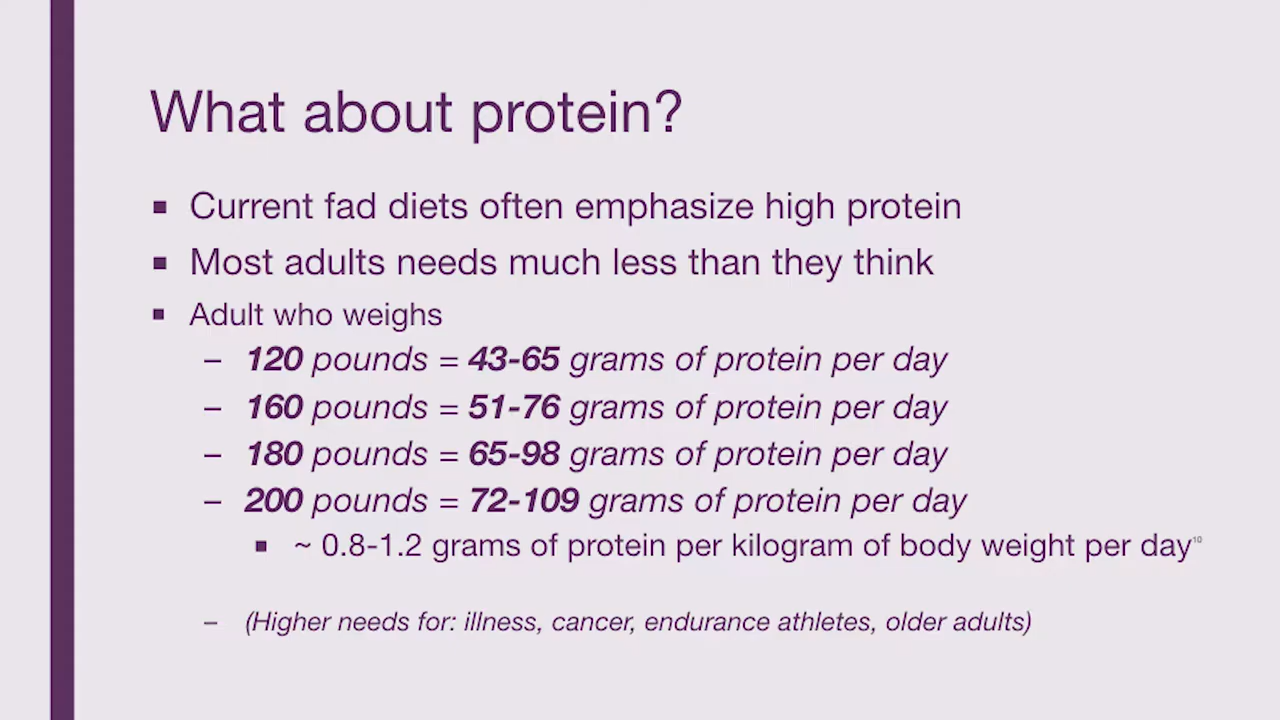 What about protein?
▪ Current fad diets often emphasize high protein
▪ Most adults needs much less than they think
▪ Adult who weighs
– 120 pounds = 43-65 grams of protein per day
– 160 pounds = 51-76 grams of protein per day
– 180 pounds = 65-98 grams of protein per day
– 200 pounds = 72-109 grams of protein per day
▪ ~ 0.8-1.2 grams of protein per kilogram of body weight per day¹⁰
– (Higher needs for: illness, cancer, endurance athletes, older adults)